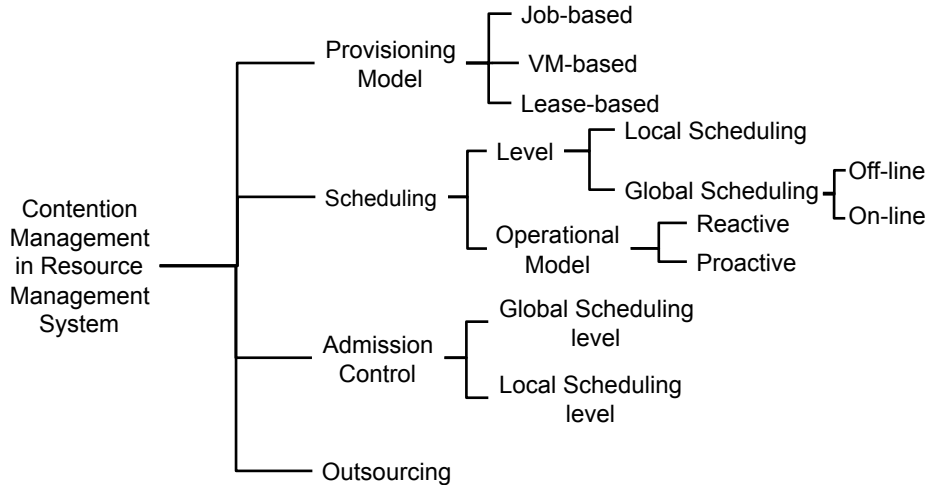 Contention
Management
in Resource
Management
System
Provisioning
Model
Job-based
VM-based
Lease-based
Scheduling
Level
Local Scheduling
Global Scheduling
Off-line
On-line
Operational
Model
Reactive
Proactive
Admission
Control
Global Scheduling
level
Local Scheduling
level
Outsourcing